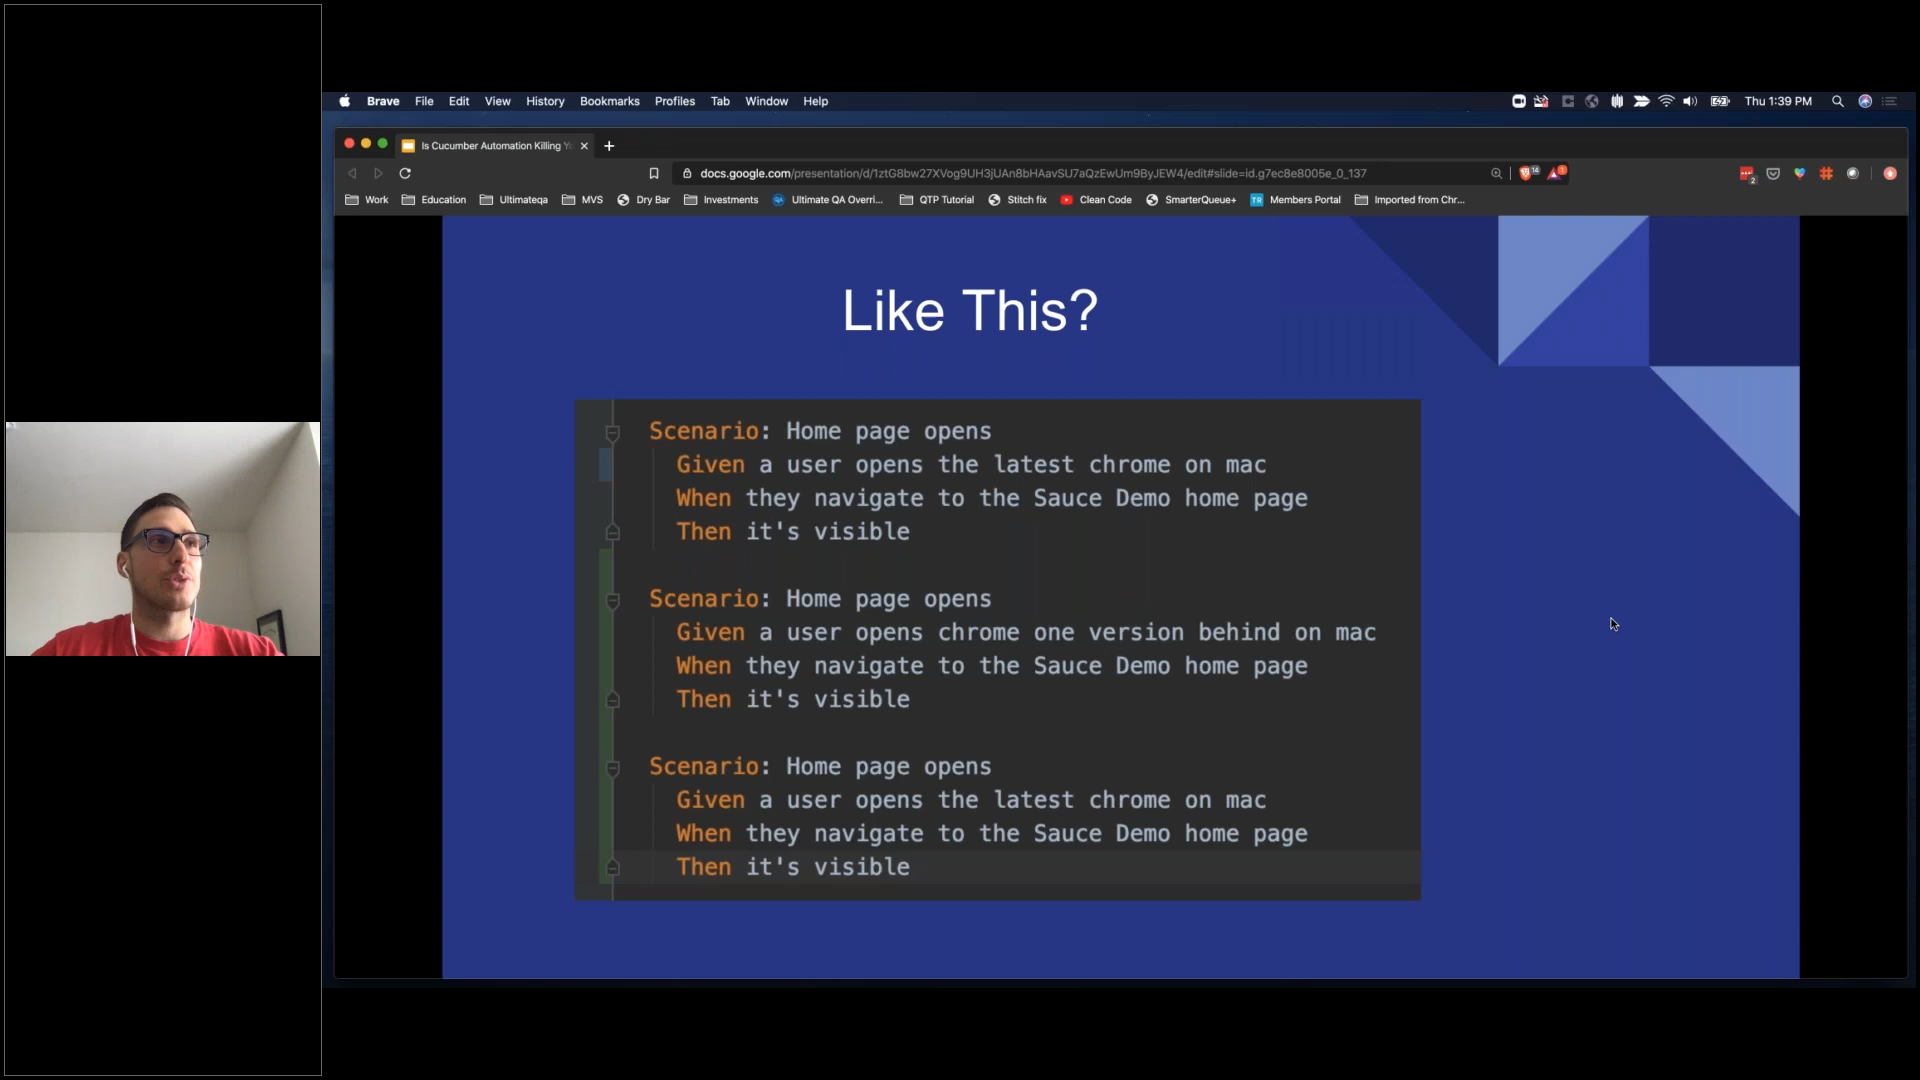 Brave File Edit View History Bookmarks Profiles Tab Window Help
Thu 1:39 PM
Is Cucumber Automation Killing
docs.google.com/presentation/d/1ztG8bw27XVog9UH3jUAn8bHAavSU7aQzEwUm9ByJEW4/edit#slide=id.g7ec8e8005e_0_137
Work Education Ultimateqa MVS Dry Bar Investments Ultimate QA Overri... QTP Tutorial Stitch fix Clean Code SmarterQueue+ TR Members Portal Imported from Chr...
Like This?
Scenario: Home page opens
Given a user opens the latest chrome on mac
When they navigate to the Sauce Demo home page
Then it's visible
Scenario: Home page opens
Given a user opens chrome one version behind on mac
When they navigate to the Sauce Demo home page
Then it's visible
Scenario: Home page opens
Given a user opens the latest chrome on mac
When they navigate to the Sauce Demo home page
Then it's visible